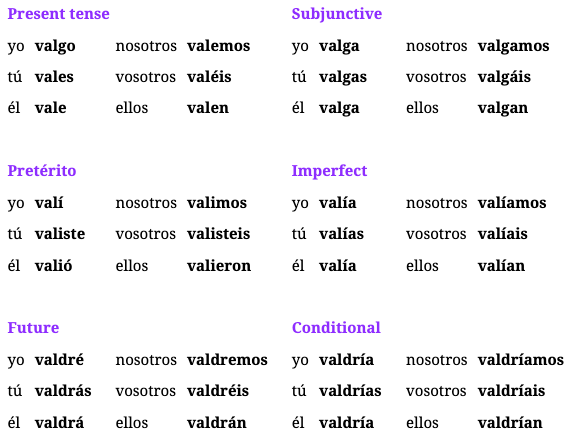 Present tense Subjunctive
yo valgo nosotros valemos yo valga nosotros valgamos
tú vales vosotros valéis tú valgas vosotros valgáis
él vale ellos valen él valga ellos valgan
Pretérito Imperfect
yo valí nosotros valimos yo valía nosotros valíamos
tú valiste vosotros valisteis tú valías vosotros valíais
él valió ellos valieron él valía ellos valían
Future Conditional
yo valdré nosotros valdremos yo valdría nosotros valdríamos
tú valdrás vosotros valdréis tú valdrías vosotros valdríais
él valdrá ellos valdrán él valdría ellos valdrían